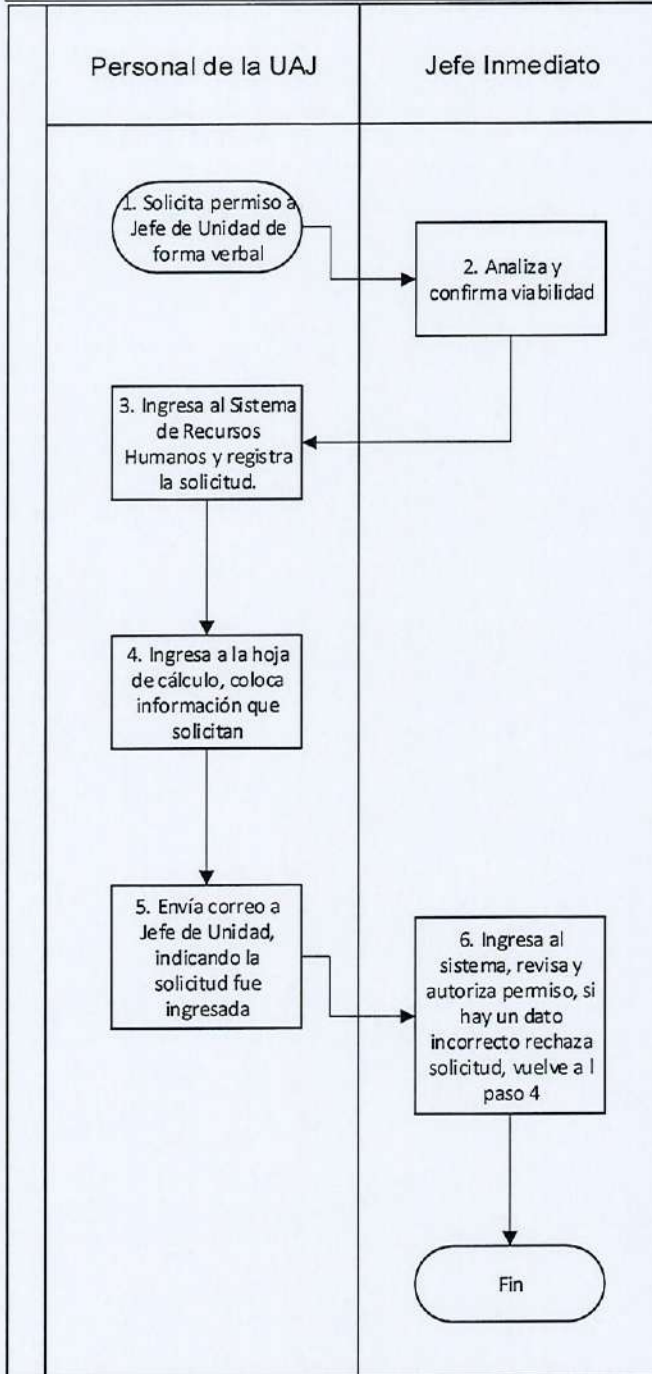 Personal de la UAJ
Jefe Inmediato
1. Solicita permiso a
Jefe de Unidad de
forma verbal
2. Analiza y
confirma viabilidad
3. Ingresa al Sistema
de Recursos
Humanos y registra
la solicitud.
4. Ingresa a la hoja
de cálculo, coloca
información que
solicitan
5. Envía correo a
Jefe de Unidad,
indicando la
solicitud fue
ingresada
6. Ingresa al
sistema, revisa y
autoriza permiso, si
hay un dato
incorrecto rechaza
solicitud, vuelve a l
paso 4
Fin